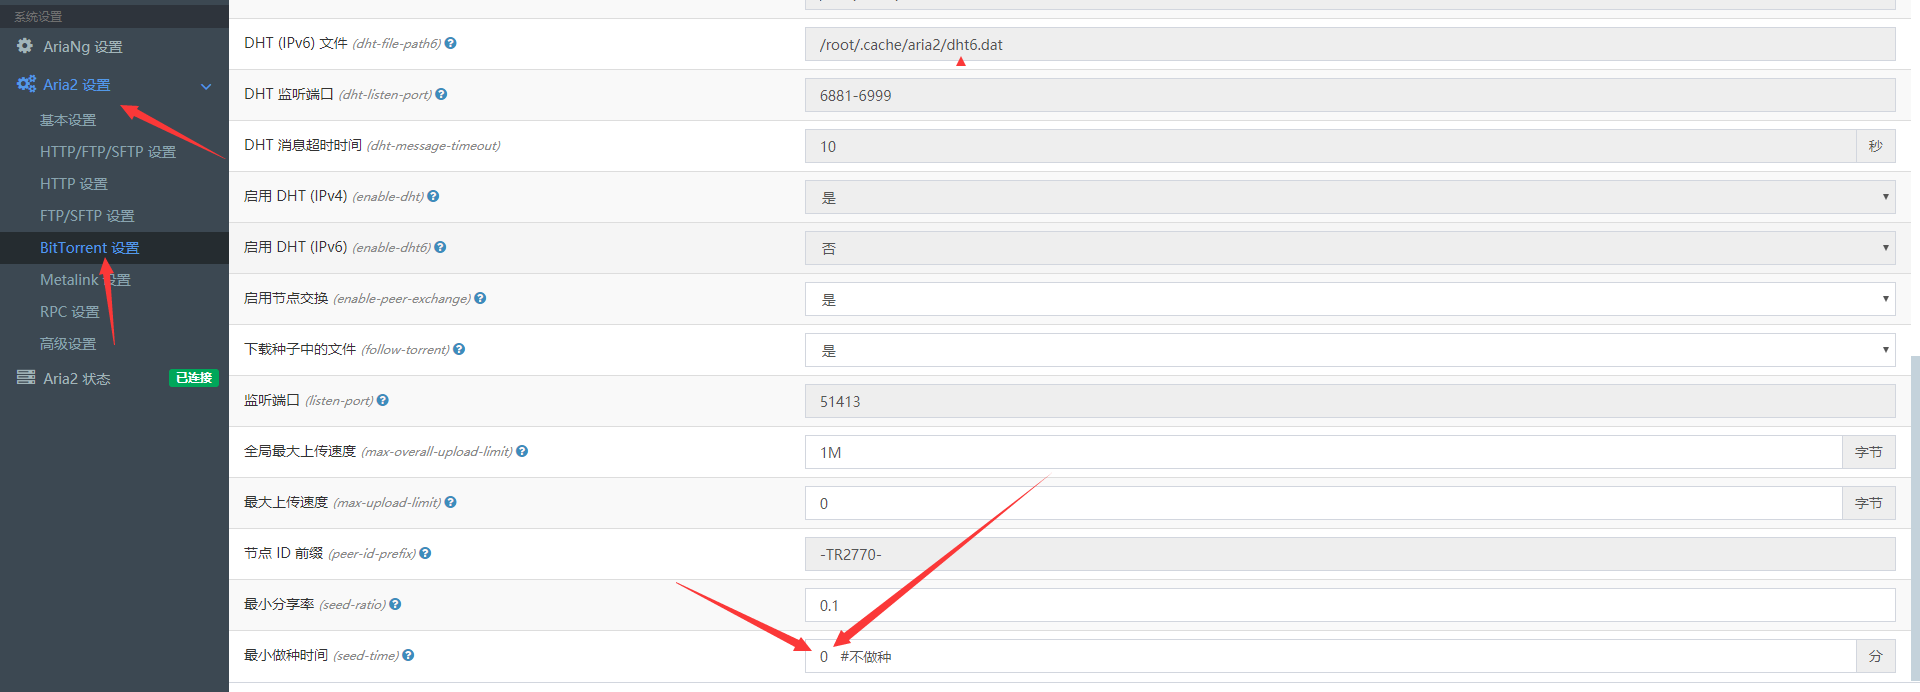 系统设置
AriaNg 设置
Aria2 设置
基本设置
HTTP/FTP/SFTP 设置
HTTP 设置
FTP/SFTP 设置
BitTorrent 设置
Metalink 设置
RPC 设置
高级设置
Aria2 状态 已连接
DHT (IPv6) 文件 (dht-file-path6) /root/.cache/aria2/dht6.dat
DHT 监听端口 (dht-listen-port) 6881-6999
DHT 消息超时时间 (dht-message-timeout) 10 秒
启用 DHT (IPv4) (enable-dht) 是
启用 DHT (IPv6) (enable-dht6) 否
启用节点交换 (enable-peer-exchange) 是
下载种子中的文件 (follow-torrent) 是
监听端口 (listen-port) 51413
全局最大上传速度 (max-overall-upload-limit) 1M 字节
最大上传速度 (max-upload-limit) 0 字节
节点 ID 前缀 (peer-id-prefix) -TR2770-
最小分享率 (seed-ratio) 0.1
最小做种时间 (seed-time) 0 #不做种 分